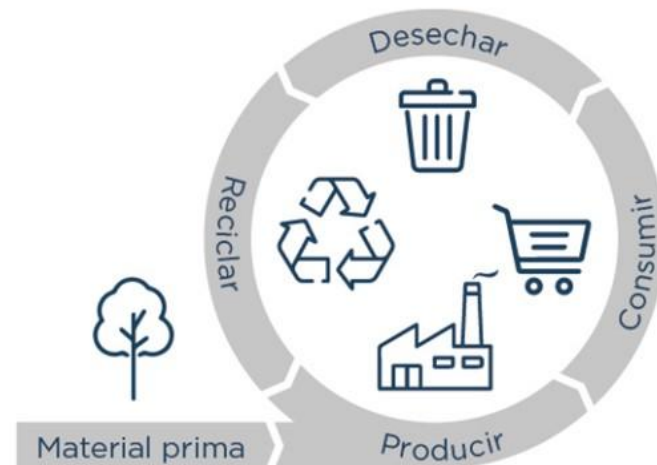 Desechar
Reciclar
Consumir
Material prima
Producir